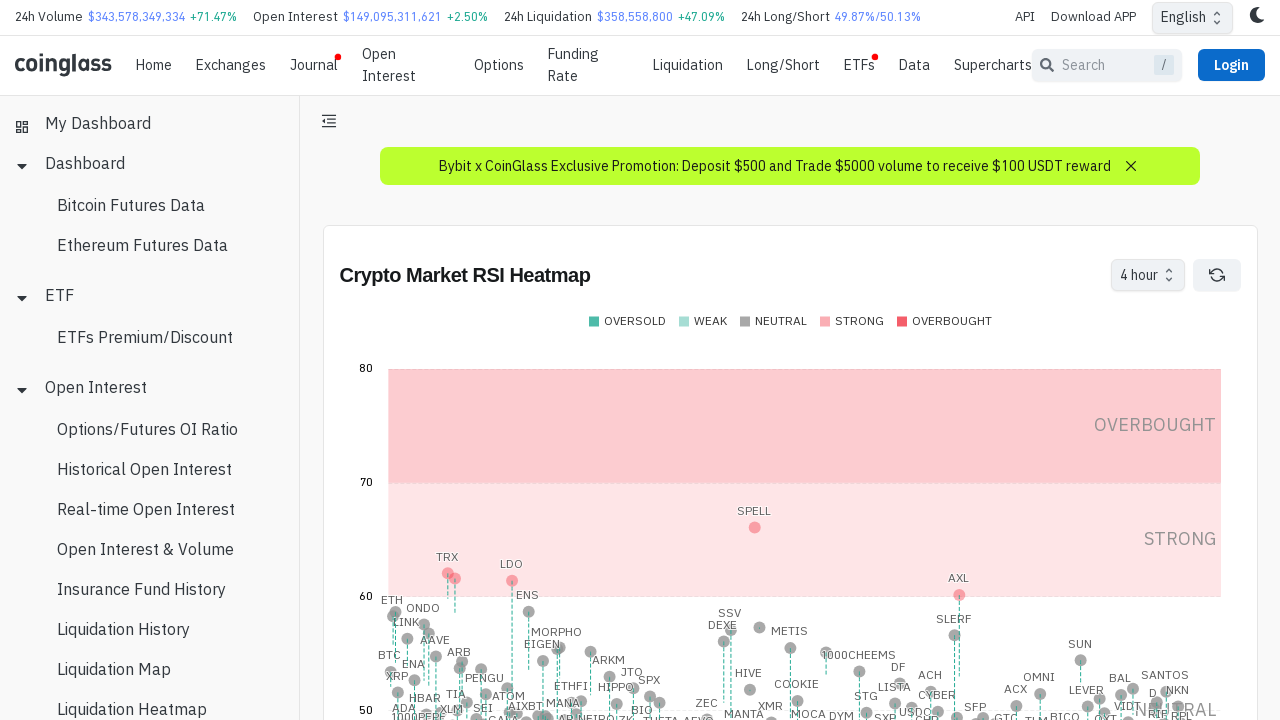 24h Volume $343,578,349,334 +71.47% Open Interest $149,095,311,621 +2.50% 24h Liquidation $358,558,800 +47.09% 24h Long/Short 49.87%/50.13% API Download APP English
coinglass Home Exchanges Journal Open Interest Options Funding Rate Liquidation Long/Short ETFs Data Supercharts Search / Login
My Dashboard
Dashboard
Bitcoin Futures Data
Ethereum Futures Data
ETF
ETFs Premium/Discount
Open Interest
Options/Futures OI Ratio
Historical Open Interest
Real-time Open Interest
Open Interest & Volume
Insurance Fund History
Liquidation History
Liquidation Map
Liquidation Heatmap
Bybit x CoinGlass Exclusive Promotion: Deposit $500 and Trade $5000 volume to receive $100 USDT reward
Crypto Market RSI Heatmap 4 hour
OVERSOLD WEAK NEUTRAL STRONG OVERBOUGHT
80
OVERBOUGHT
70
SPELL
STRONG
TRX LDO AXL
60
ETH ENS
ONDO
LINK SSV SLERF
DEXE METIS
AAVE MORPHO
EIGEN SUN
BTC ARB 1000CHEEMS
ENA ARKM DF
XRP PENGU JTO HIVE ACH OMNI SANTOS
SPX BAL
HIPPO ETHFI COOKIE LISTA ACX LEVER NKN
HBAR TIA ATOM MANA STG CYBER
ADA XLM SEI AIXBT BIO ZEC XMR SFP VID
NEUTRAL
50 MANTA MOCA DYM